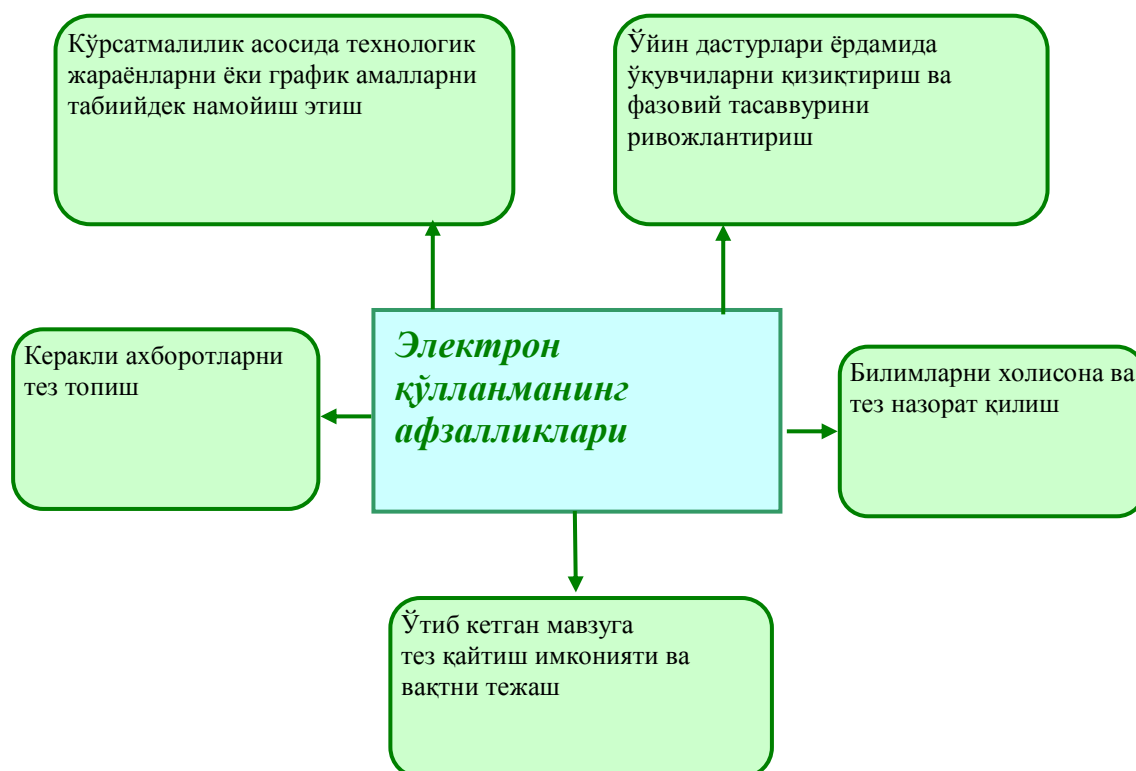 Кўрсатмалилик асосида технологик
жараёнларни ёки график амалларни
табиийдек намойиш этиш
Ўйин дастурлари ёрдамида
ўқувчиларни қизиқтириш ва
фазовий тасаввурини
ривожлантириш
Керакли ахборотларни
тез топиш
Электрон
қўлланманинг
афзалликлари
Билимларни холисона ва
тез назорат қилиш
Ўтиб кетган мавзуга
тез қайтиш имконияти ва
вақтни тежаш